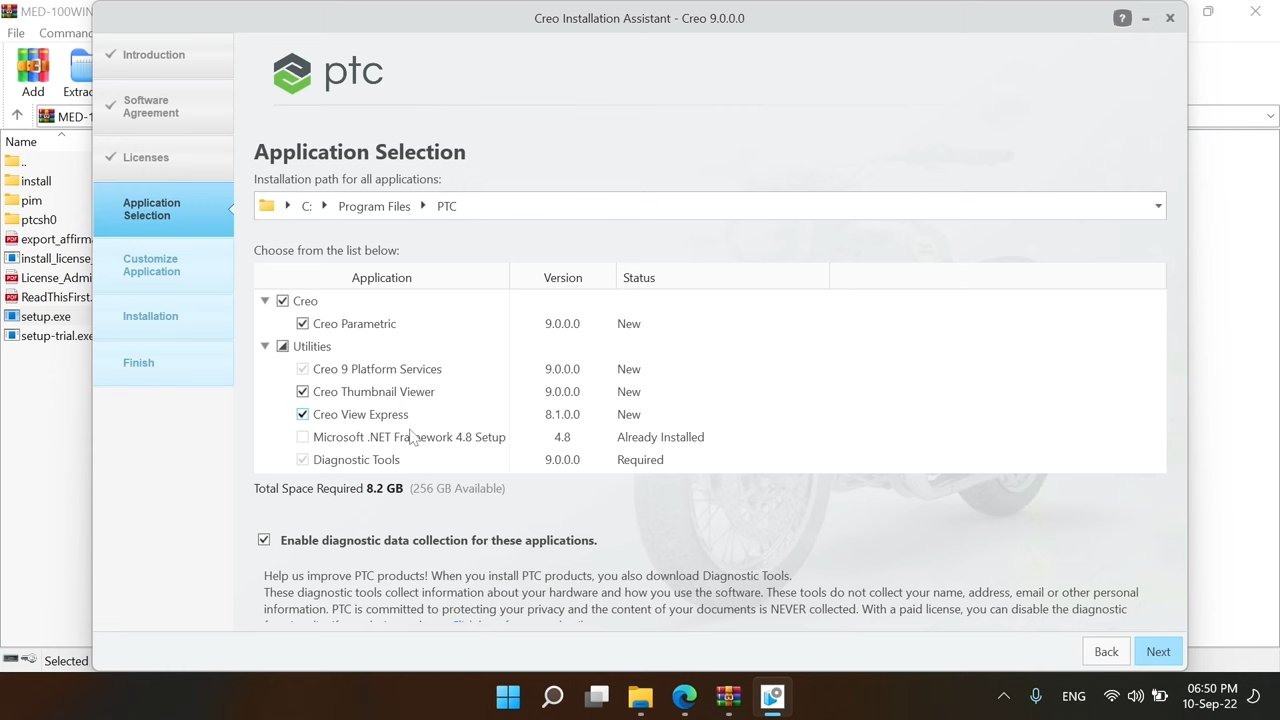 MED-100WIN
File Command
Add Extrac
MED-1
Name
..
install
pim
ptcsh0
export_affirm
install_license_
License_Admi
ReadThisFirst.
setup.exe
setup-trial.exe
Selected
Creo Installation Assistant - Creo 9.0.0.0
?
Introduction
Software
Agreement
Licenses
Application
Selection
Customize
Application
Installation
Finish
ptc
Application Selection
Installation path for all applications:
C: Program Files PTC
Choose from the list below:
Application Version Status
Creo
Creo Parametric 9.0.0.0 New
Utilities
Creo 9 Platform Services 9.0.0.0 New
Creo Thumbnail Viewer 9.0.0.0 New
Creo View Express 8.1.0.0 New
Microsoft .NET Framework 4.8 Setup 4.8 Already Installed
Diagnostic Tools 9.0.0.0 Required
Total Space Required 8.2 GB (256 GB Available)
Enable diagnostic data collection for these applications.
Help us improve PTC products! When you install PTC products, you also download Diagnostic Tools.
These diagnostic tools collect information about your hardware and how you use the software. These tools do not collect your name, address, email or other personal
information. PTC is committed to protecting your privacy and the content of your documents is NEVER collected. With a paid license, you can disable the diagnostic
Back Next
ENG
06:50 PM
10-Sep-22